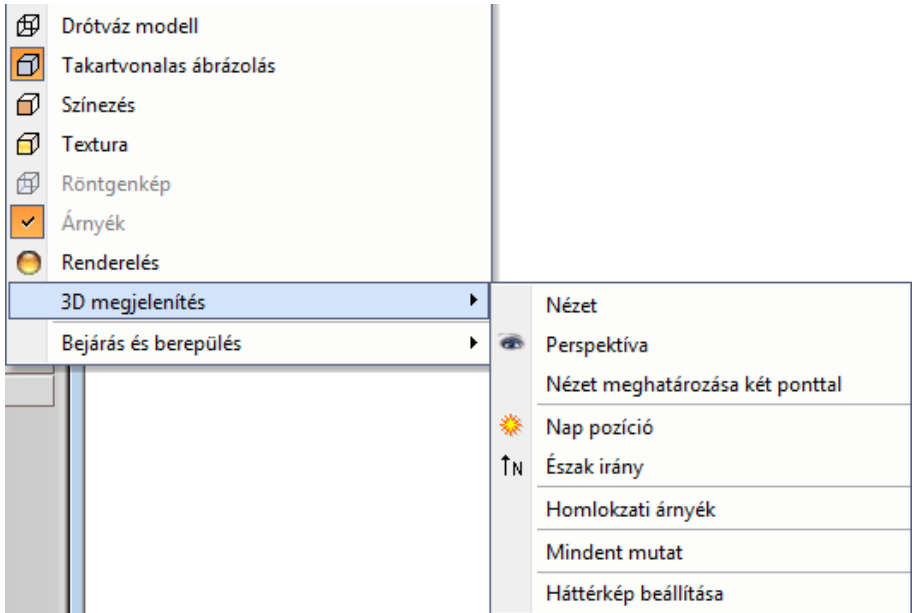 Drótváz modell
Takartvonalas ábrázolás
Színezés
Textura
Röntgenkép
Árnyék
Renderelés
3D megjelenítés
Bejárás és berepülés
Nézet
Perspektíva
Nézet meghatározása két ponttal
Nap pozíció
N
Észak irány
Homlokzati árnyék
Mindent mutat
Háttérkép beállítása